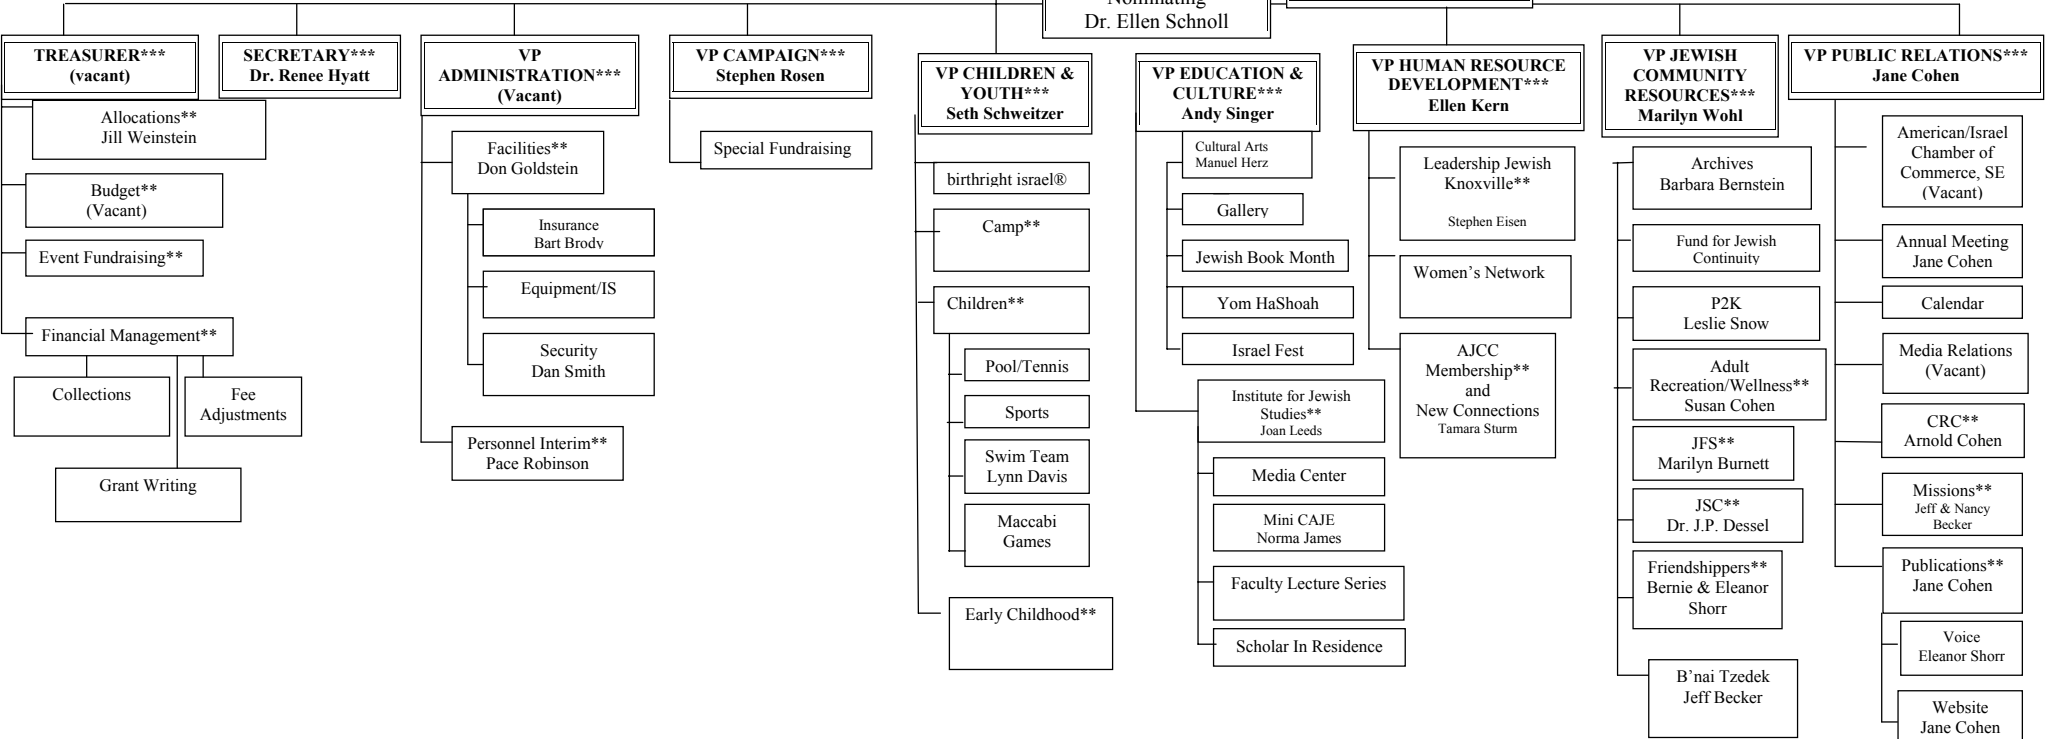 Nominating
Dr. Ellen Schnoll
TREASURER***
(vacant)
Allocations**
Jill Weinstein
Budget**
(Vacant)
Event Fundraising**
Financial Management**
Collections
Fee
Adjustments
Grant Writing
SECRETARY***
Dr. Renee Hyatt
VP
ADMINISTRATION***
(Vacant)
Facilities**
Don Goldstein
Insurance
Bart Brody
Equipment/IS
Security
Dan Smith
Personnel Interim**
Pace Robinson
VP CAMPAIGN***
Stephen Rosen
Special Fundraising
VP CHILDREN &
YOUTH***
Seth Schweitzer
birthright israel®
Camp**
Children**
Pool/Tennis
Sports
Swim Team
Lynn Davis
Maccabi
Games
Early Childhood**
VP EDUCATION &
CULTURE***
Andy Singer
Cultural Arts
Manuel Herz
Gallery
Jewish Book Month
Yom HaShoah
Israel Fest
Institute for Jewish
Studies**
Joan Leeds
Media Center
Mini CAJE
Norma James
Faculty Lecture Series
Scholar In Residence
VP HUMAN RESOURCE
DEVELOPMENT***
Ellen Kern
Leadership Jewish
Knoxville**
Stephen Eisen
Women’s Network
AJCC
Membership**
and
New Connections
Tamara Sturm
VP JEWISH
COMMUNITY
RESOURCES***
Marilyn Wohl
Archives
Barbara Bernstein
Fund for Jewish
Continuity
P2K
Leslie Snow
Adult
Recreation/Wellness**
Susan Cohen
JFS**
Marilyn Burnett
JSC**
Dr. J.P. Dessel
Friendshippers**
Bernie & Eleanor
Shorr
B’nai Tzedek
Jeff Becker
VP PUBLIC RELATIONS***
Jane Cohen
American/Israel
Chamber of
Commerce, SE
(Vacant)
Annual Meeting
Jane Cohen
Calendar
Media Relations
(Vacant)
CRC**
Arnold Cohen
Missions**
Jeff & Nancy
Becker
Publications**
Jane Cohen
Voice
Eleanor Shorr
Website
Jane Cohen